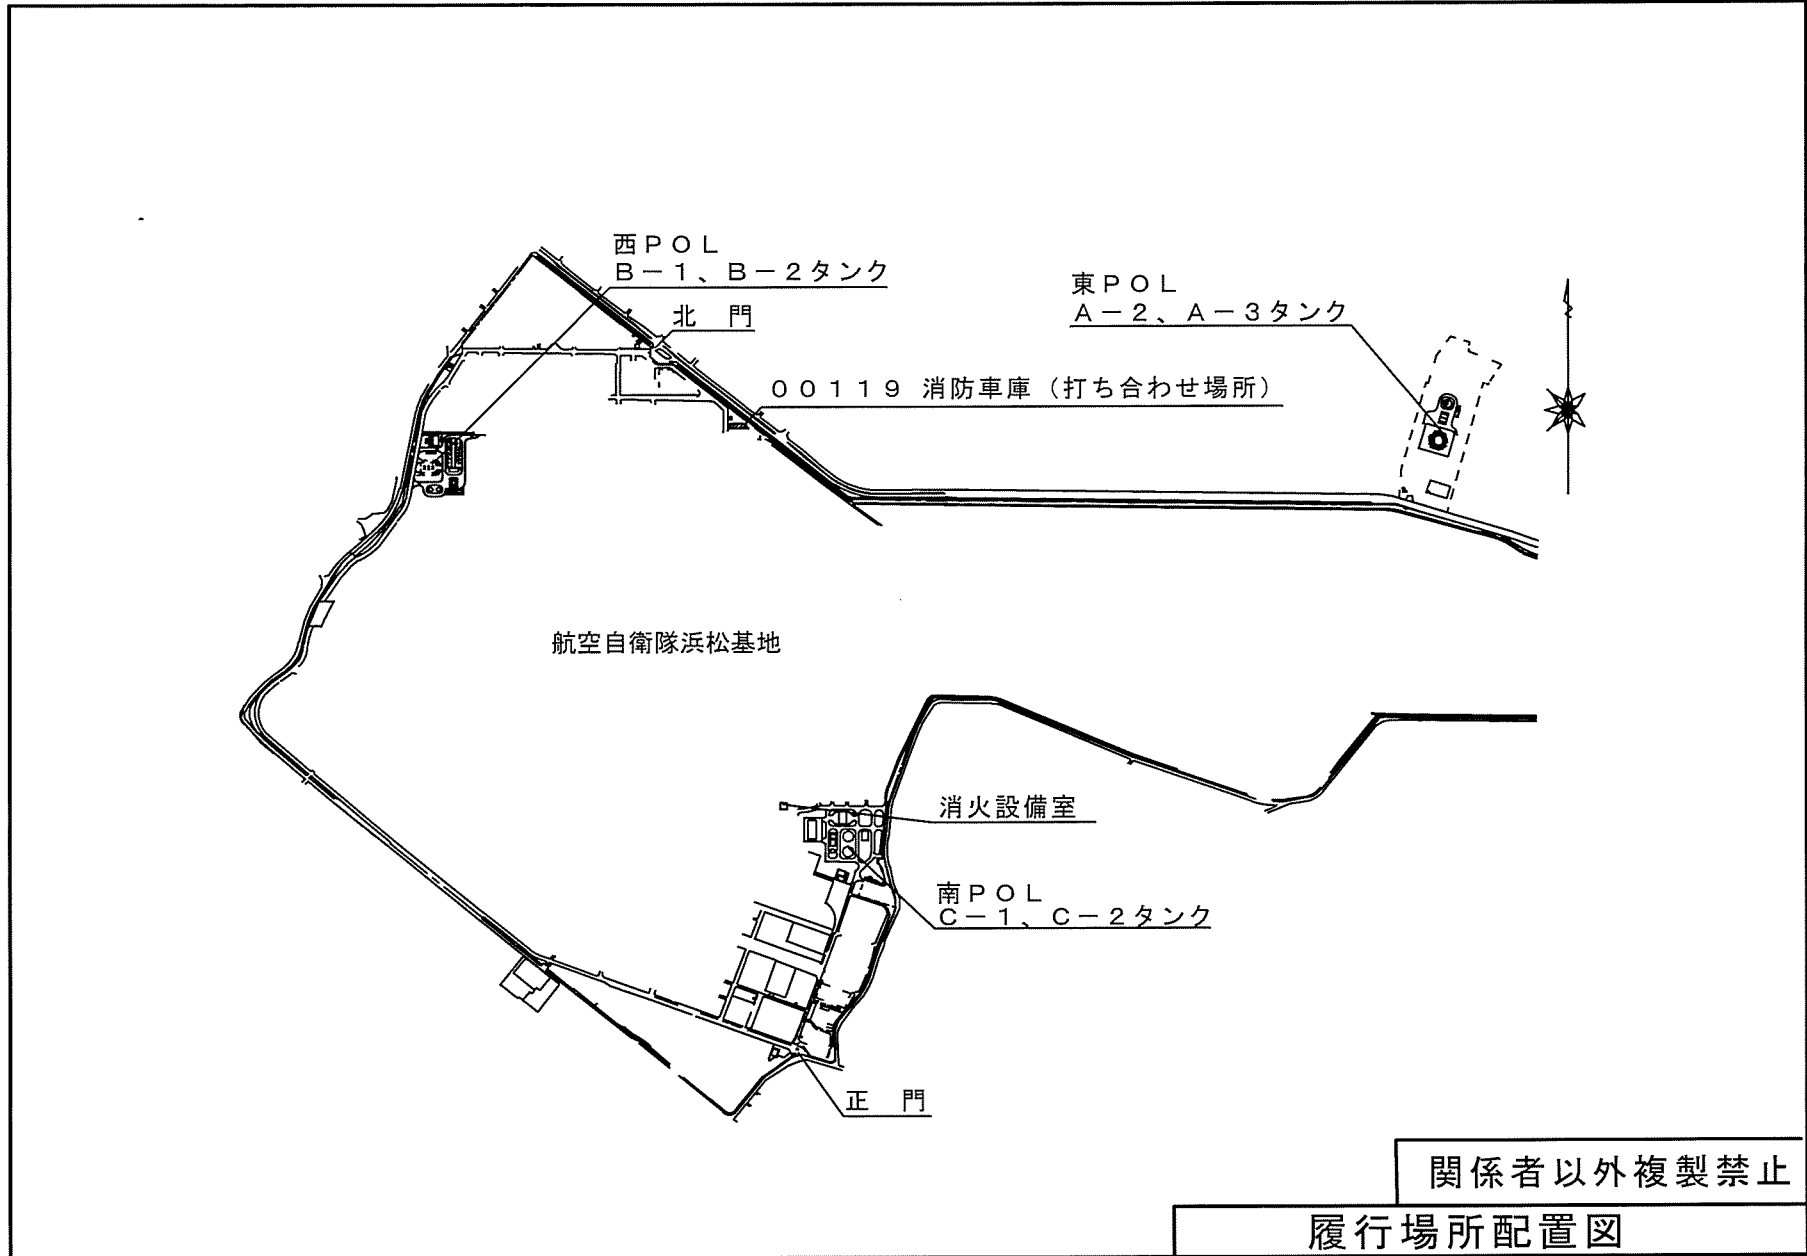 西ＰＯＬ
Ｂ－１、Ｂ－２タンク
北　門
東ＰＯＬ
Ａ－２、Ａ－３タンク
００１１９ 消防車庫（打ち合わせ場所）
航空自衛隊浜松基地
消火設備室
南ＰＯＬ
Ｃ－１、Ｃ－２タンク
正　門
関係者以外複製禁止
履行場所配置図